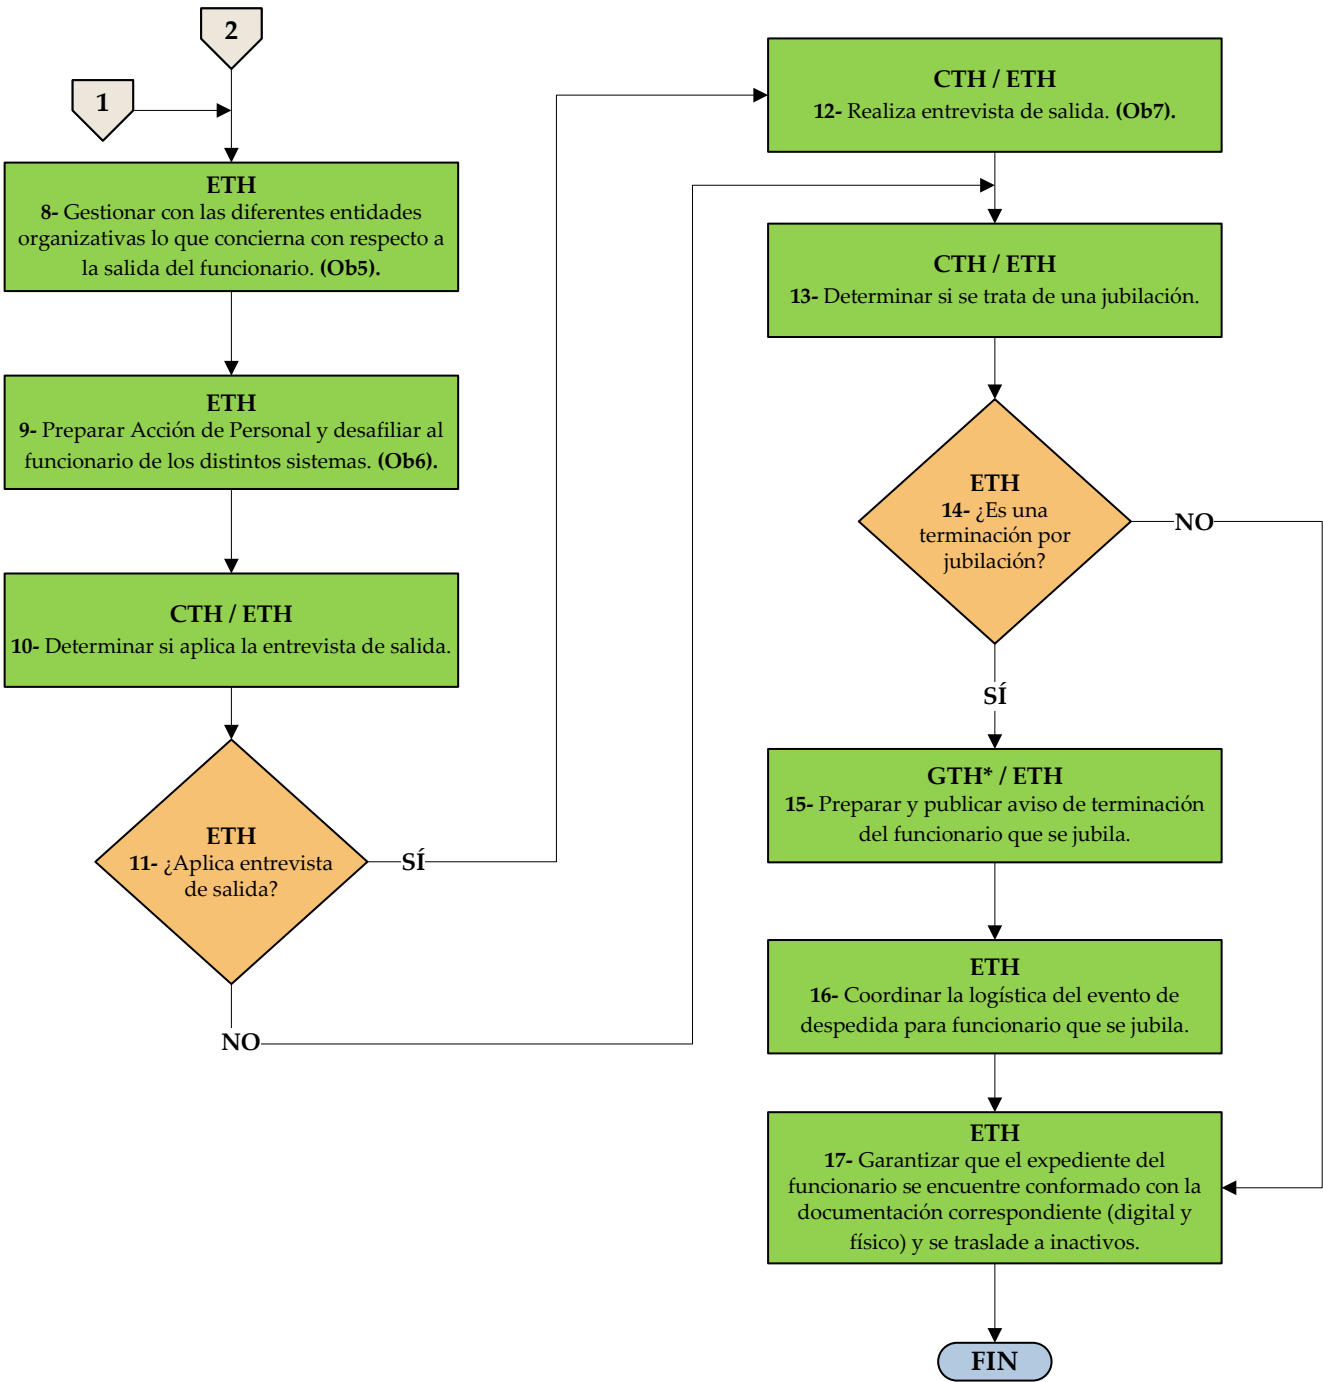 2
1
ETH
8- Gestionar con las diferentes entidades
organizativas lo que concierna con respecto a
la salida del funcionario. (Ob5).
ETH
9- Preparar Acción de Personal y desafiliar al
funcionario de los distintos sistemas. (Ob6).
CTH / ETH
10- Determinar si aplica la entrevista de salida.
ETH
11- ¿Aplica entrevista
de salida?
SÍ
NO
CTH / ETH
12- Realiza entrevista de salida. (Ob7).
CTH / ETH
13- Determinar si se trata de una jubilación.
ETH
14- ¿Es una
terminación por
jubilación?
NO
SÍ
GTH* / ETH
15- Preparar y publicar aviso de terminación
del funcionario que se jubila.
ETH
16- Coordinar la logística del evento de
despedida para funcionario que se jubila.
ETH
17- Garantizar que el expediente del
funcionario se encuentre conformado con la
documentación correspondiente (digital y
físico) y se traslade a inactivos.
FIN